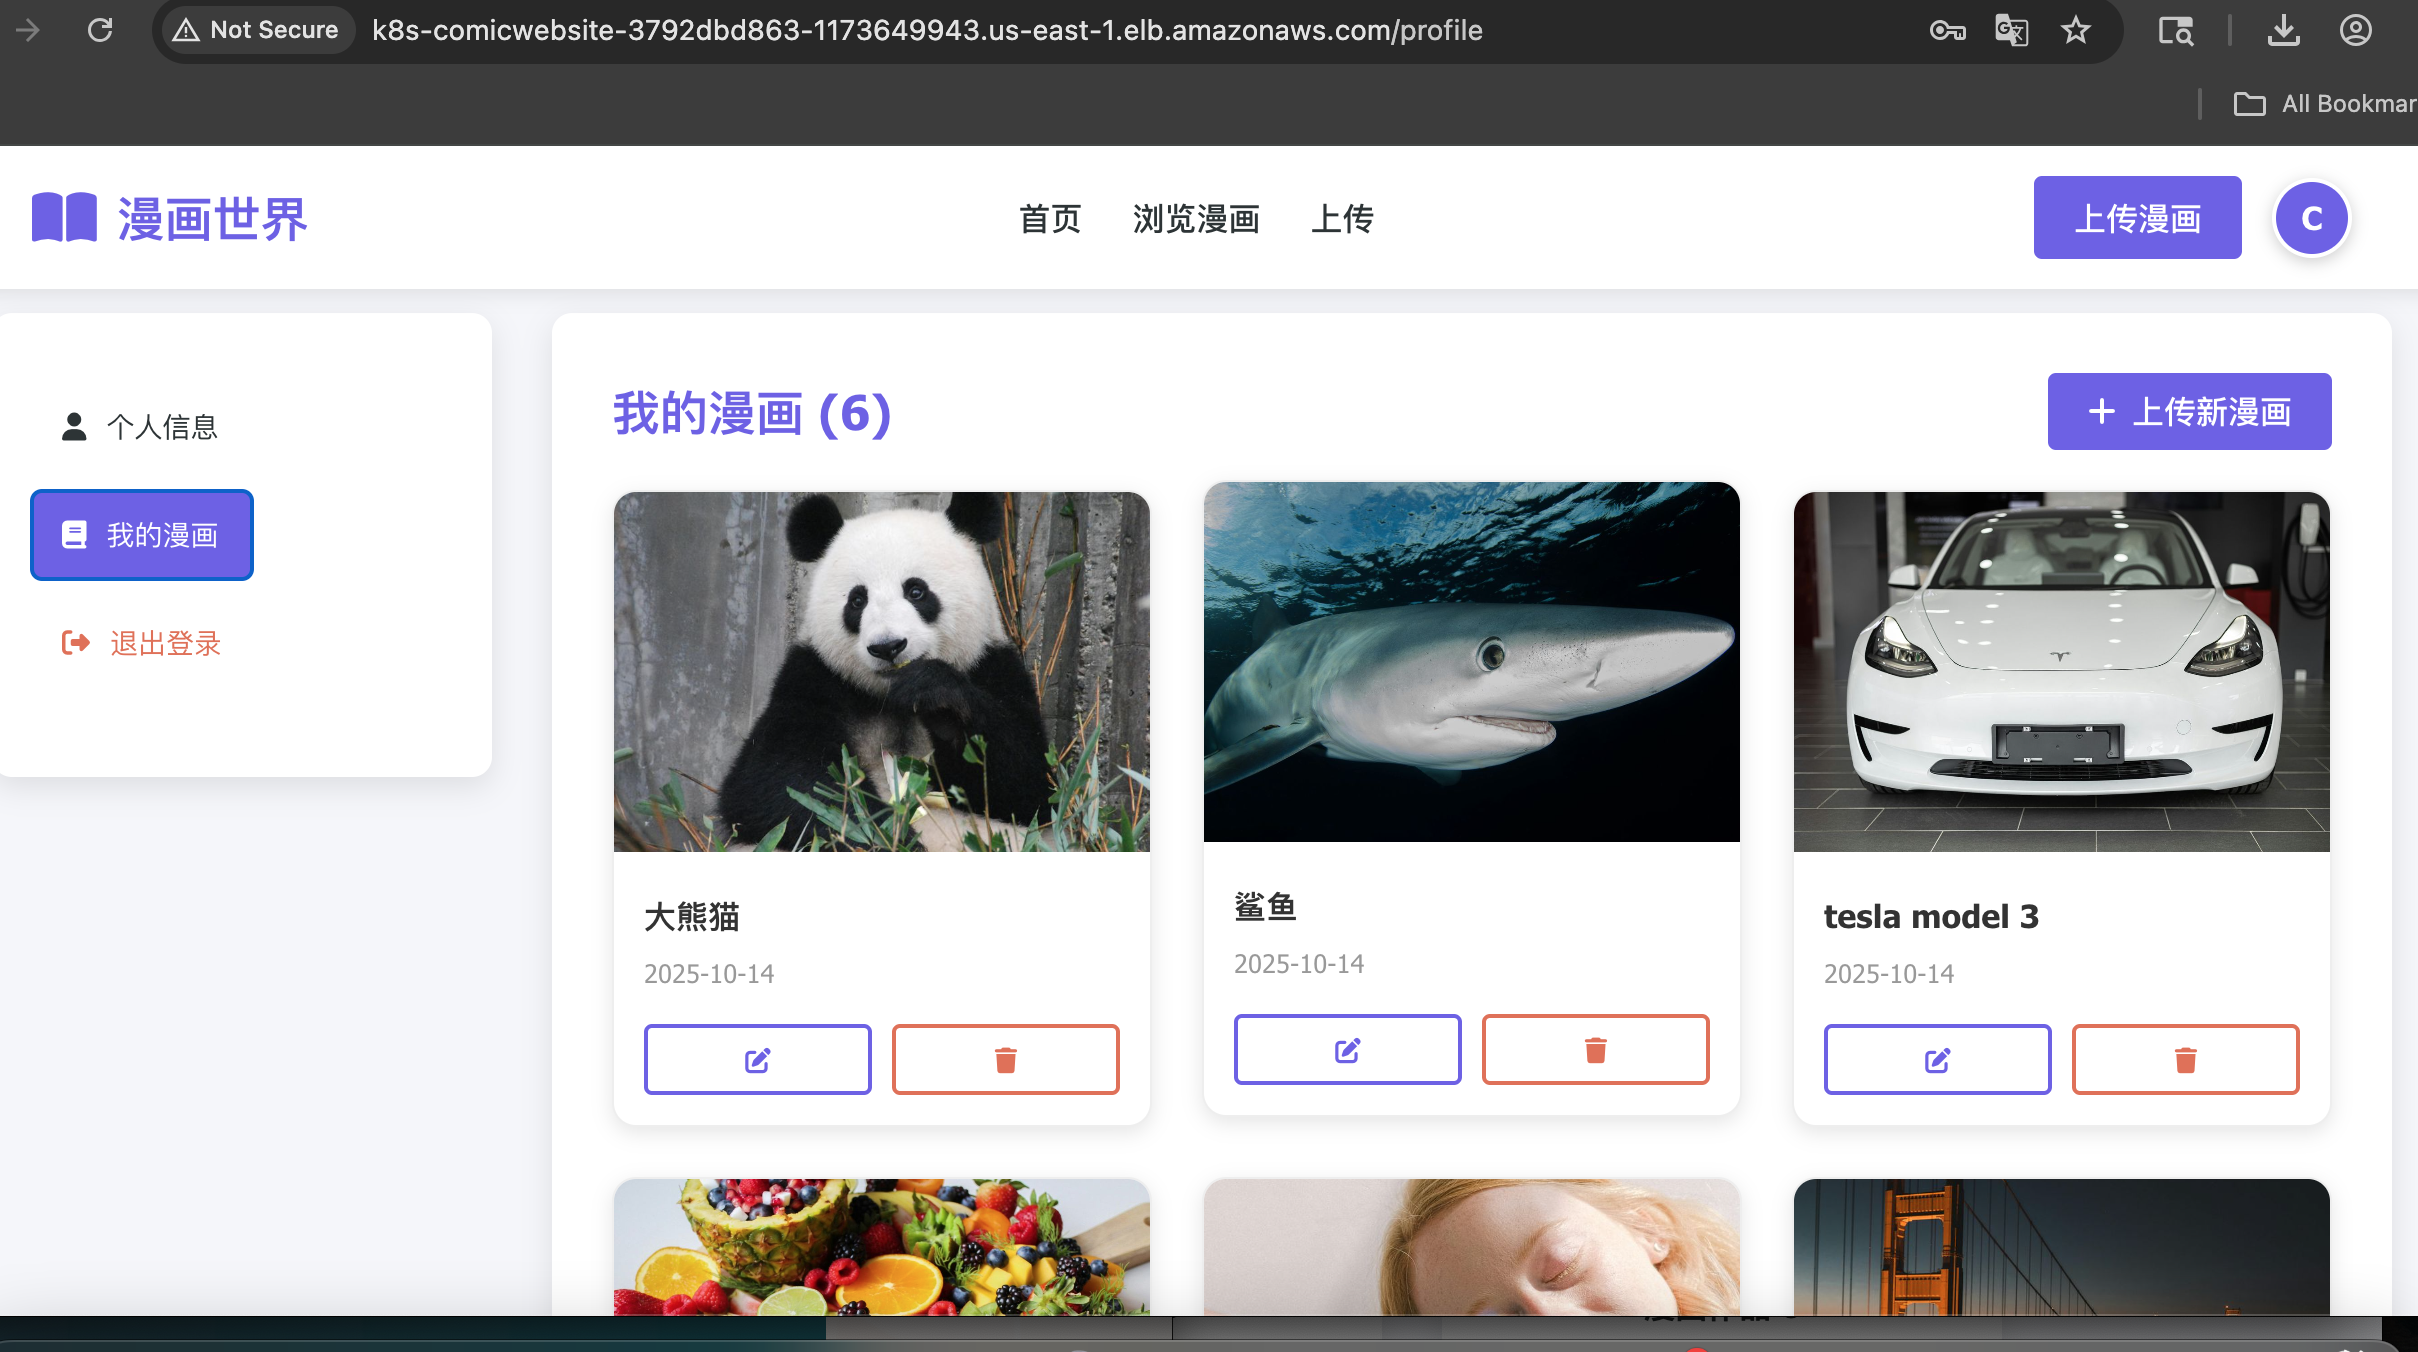 Not Secure k8s-comicwebsite-3792dbd863-1173649943.us-east-1.elb.amazonaws.com/profile
All Bookmar
漫画世界
首页 浏览漫画 上传
上传漫画
C
个人信息
我的漫画
退出登录
我的漫画 (6)
上传新漫画
大熊猫
2025-10-14
鲨鱼
2025-10-14
tesla model 3
2025-10-14